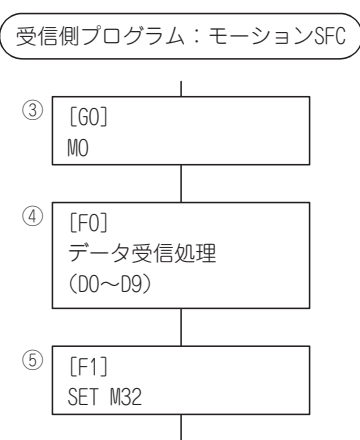 受信側プログラム：モーションSFC
③
[G0]
M0
④
[F0]
データ受信処理
(D0～D9)
⑤
[F1]
SET M32